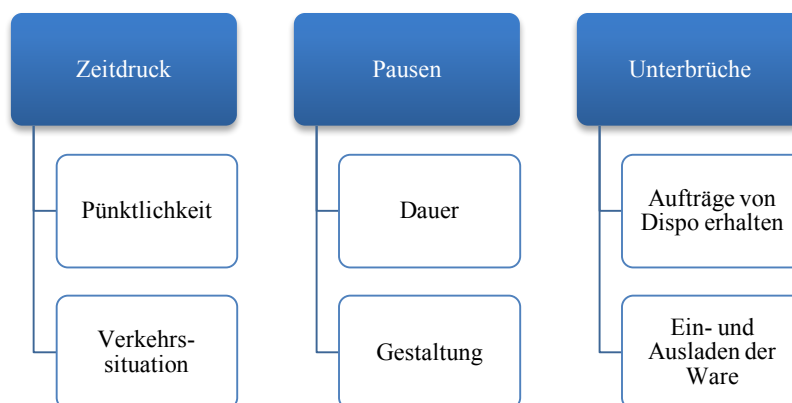 Zeitdruck
Pünktlichkeit
Verkehrs-
situation
Pausen
Dauer
Gestaltung
Unterbrüche
Aufträge von
Dispo erhalten
Ein- und
Ausladen der
Ware